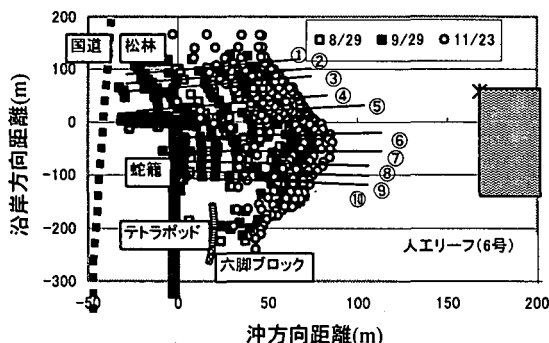 200
国道
松林
□ 8/29 ■ 9/29 ○ 11/23
100
①
②
③
④
⑤
0
⑥
⑦
蛇籠
-100
⑧
⑨
⑩
テトラポッド
-200
人工リーフ(6号)
六脚ブロック
-300
-50 0 50 100 150 200
沿岸方向距離(m)
沖方向距離(m)